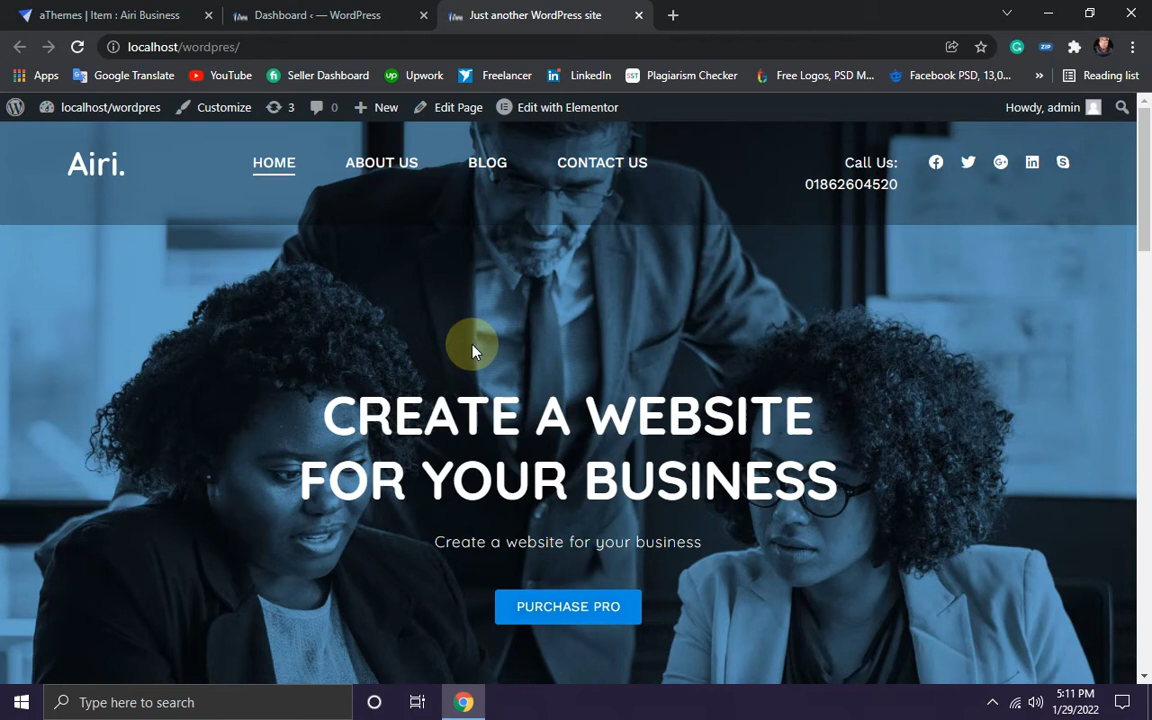 aThemes | Item : Airi Business
Dashboard ‹ — WordPress
Just another WordPress site
localhost/wordpres/
Apps
Google Translate
YouTube
Seller Dashboard
Upwork
Freelancer
LinkedIn
Plagiarism Checker
Free Logos, PSD M...
Facebook PSD, 13,0...
»
Reading list
localhost/wordpres
Customize
3
0
New
Edit Page
Edit with Elementor
Howdy, admin
Airi.
HOME
ABOUT US
BLOG
CONTACT US
Call Us:
01862604520
CREATE A WEBSITE
FOR YOUR BUSINESS
Create a website for your business
PURCHASE PRO
Type here to search
5:11 PM
1/29/2022